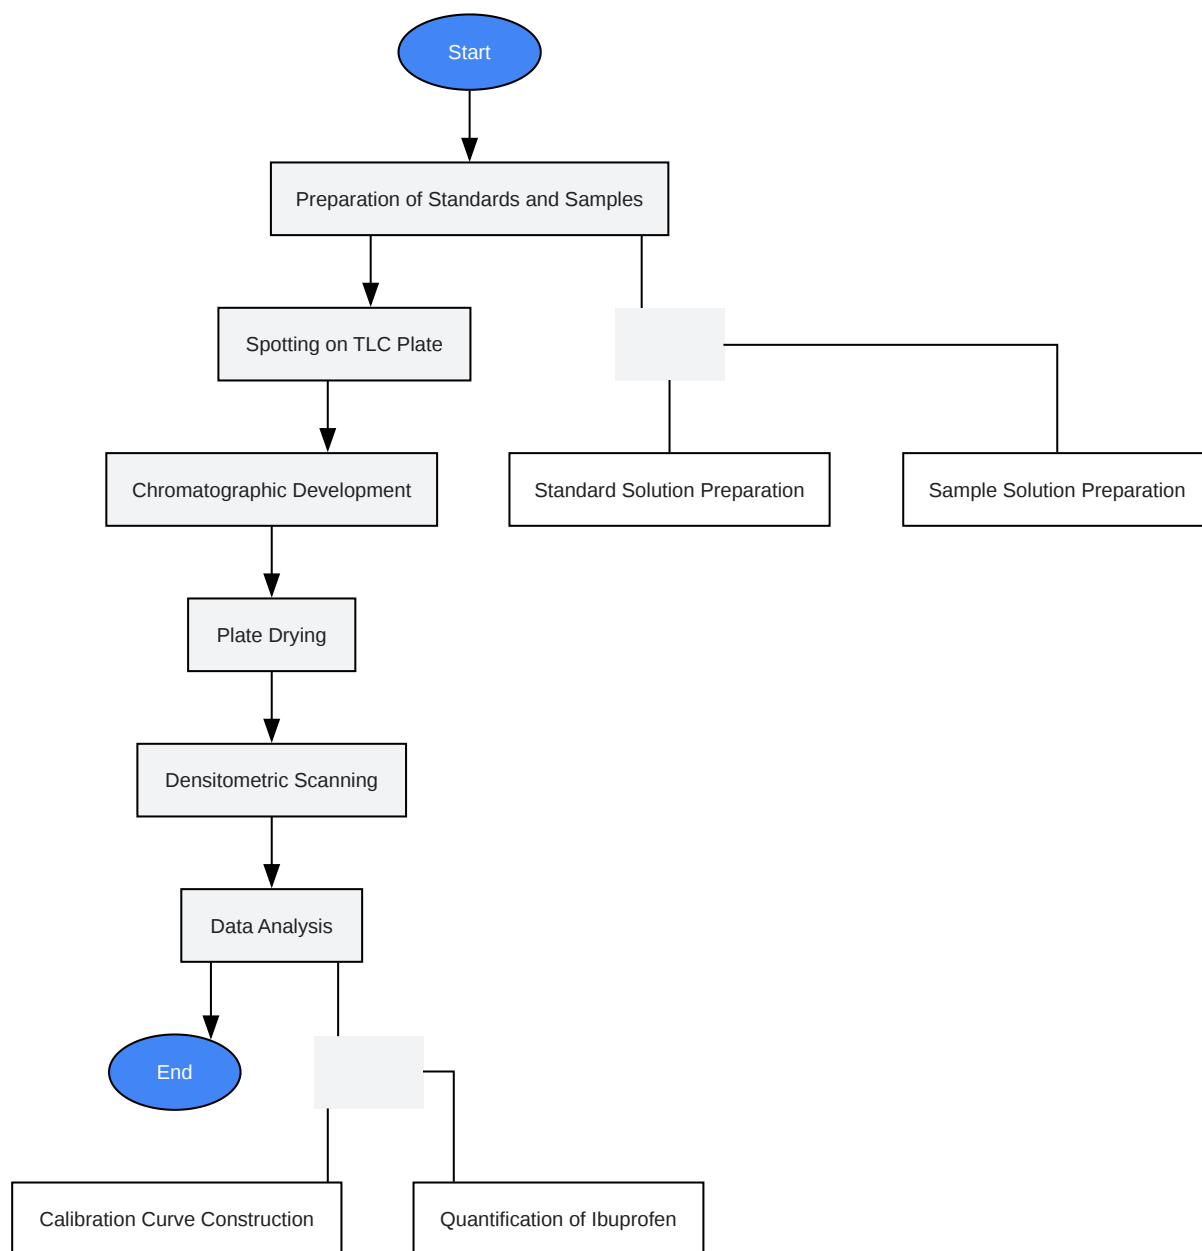 Start
Preparation of Standards and Samples
Spotting on TLC Plate
Chromatographic Development
Standard Solution Preparation
Sample Solution Preparation
Plate Drying
Densitometric Scanning
Data Analysis
End
Calibration Curve Construction
Quantification of Ibuprofen